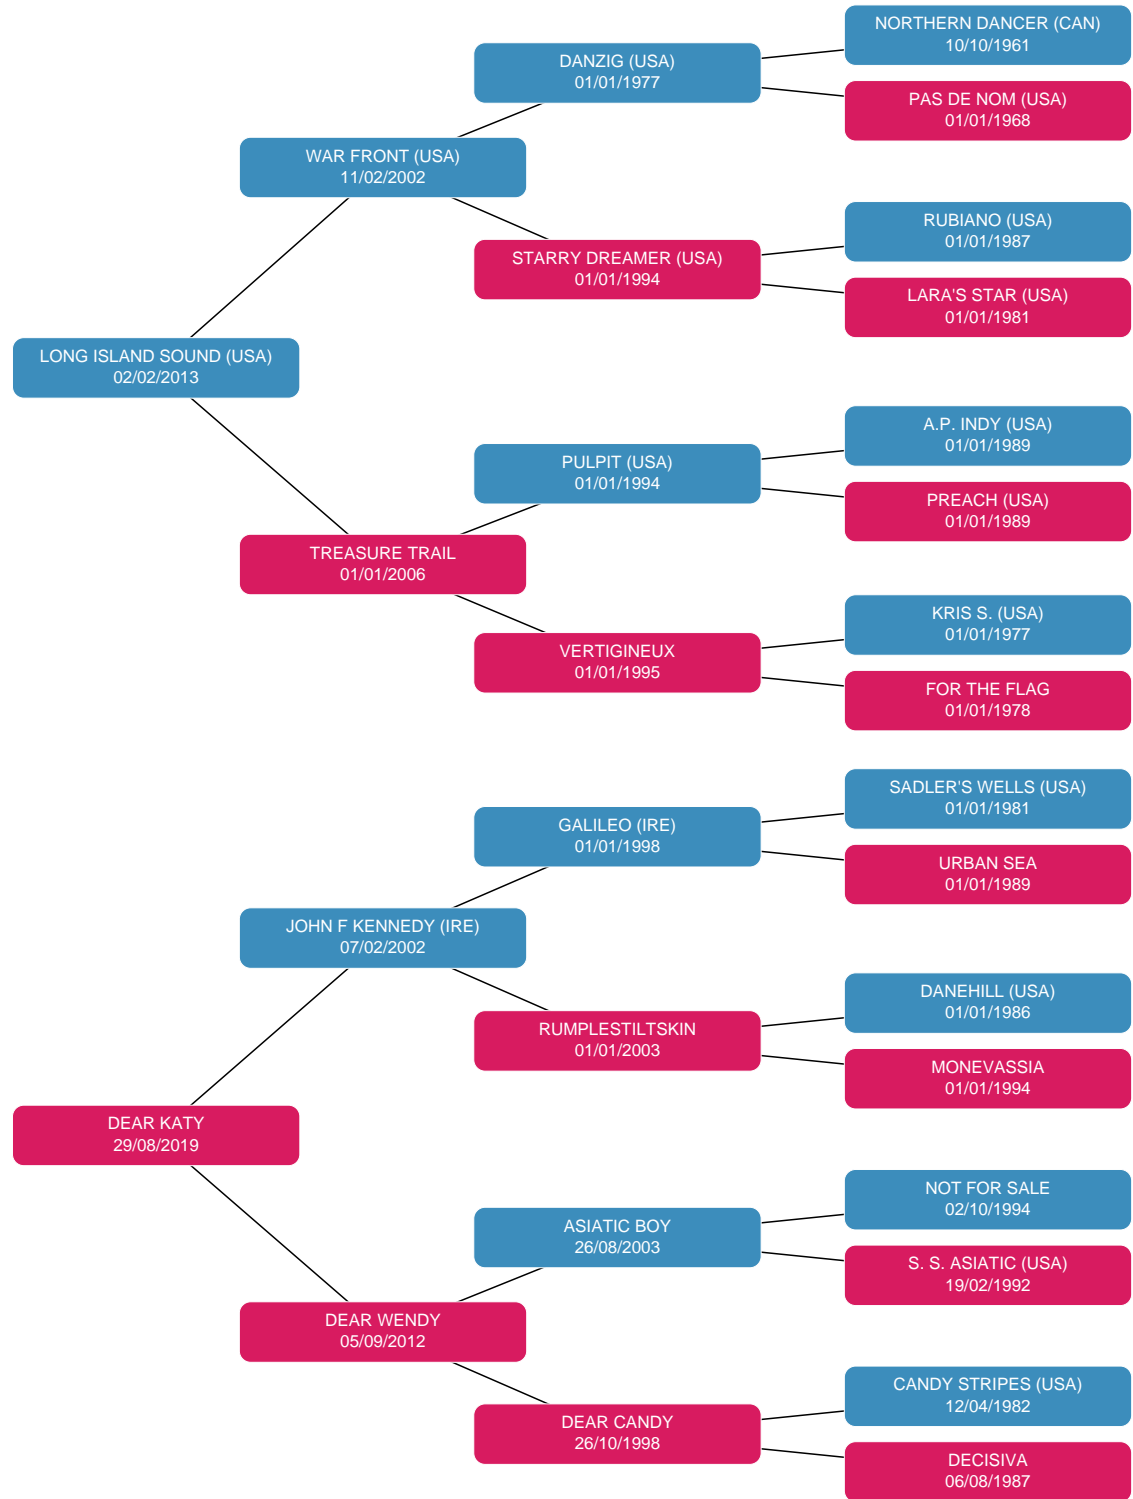 NORTHERN DANCER (CAN)
10/10/1961
DANZIG (USA)
01/01/1977
PAS DE NOM (USA)
01/01/1968
WAR FRONT (USA)
11/02/2002
RUBIANO (USA)
01/01/1987
STARRY DREAMER (USA)
01/01/1994
LARA'S STAR (USA)
01/01/1981
LONG ISLAND SOUND (USA)
02/02/2013
A.P. INDY (USA)
01/01/1989
PULPIT (USA)
01/01/1994
PREACH (USA)
01/01/1989
TREASURE TRAIL
01/01/2006
KRIS S. (USA)
01/01/1977
VERTIGINEUX
01/01/1995
FOR THE FLAG
01/01/1978
SADLER'S WELLS (USA)
01/01/1981
GALILEO (IRE)
01/01/1998
URBAN SEA
01/01/1989
JOHN F KENNEDY (IRE)
07/02/2002
DANEHILL (USA)
01/01/1986
RUMPLESTILTSKIN
01/01/2003
MONEVASSIA
01/01/1994
DEAR KATY
29/08/2019
NOT FOR SALE
02/10/1994
ASIATIC BOY
26/08/2003
S. S. ASIATIC (USA)
19/02/1992
DEAR WENDY
05/09/2012
CANDY STRIPES (USA)
12/04/1982
DEAR CANDY
26/10/1998
DECISIVA
06/08/1987